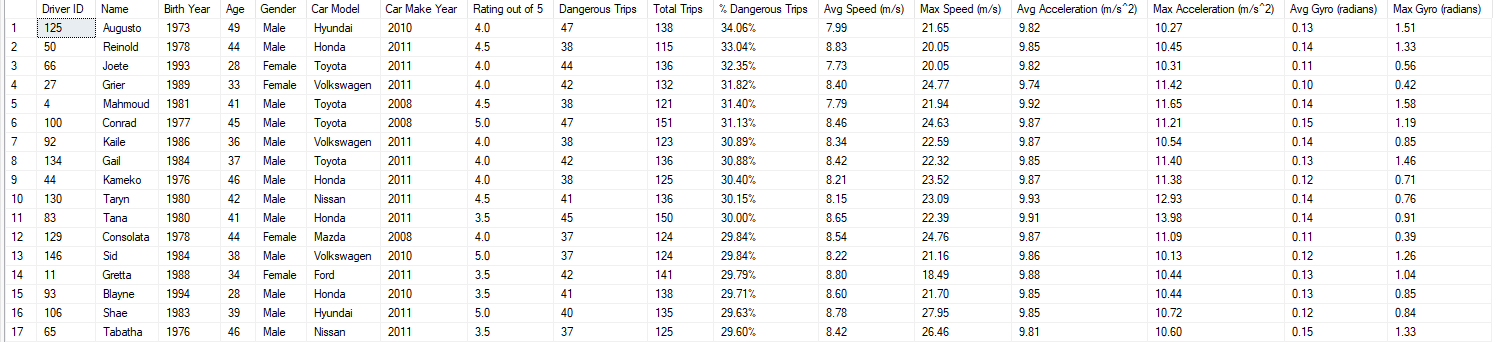 Driver ID Name Birth Year Age Gender Car Model Car Make Year Rating out of 5 Dangerous Trips Total Trips % Dangerous Trips Avg Speed (m/s) Max Speed (m/s) Avg Acceleration (m/s^2) Max Acceleration (m/s^2) Avg Gyro (radians) Max Gyro (radians)
1 125 Augusto 1973 49 Male Hyundai 2010 4.0 47 138 34.06% 7.99 21.65 9.82 10.27 0.13 1.51
2 50 Reinold 1978 44 Male Honda 2011 4.5 38 115 33.04% 8.83 20.05 9.85 10.45 0.14 1.33
3 66 Joete 1993 28 Female Toyota 2011 4.0 44 136 32.35% 7.73 20.05 9.82 10.31 0.11 0.56
4 27 Grier 1989 33 Female Volkswagen 2011 4.0 42 132 31.82% 8.40 24.77 9.74 11.42 0.10 0.42
5 4 Mahmoud 1981 41 Male Toyota 2008 4.5 38 121 31.40% 7.79 21.94 9.92 11.65 0.14 1.58
6 100 Conrad 1977 45 Male Toyota 2008 5.0 47 151 31.13% 8.46 24.63 9.87 11.21 0.15 1.19
7 92 Kaile 1986 36 Male Volkswagen 2011 4.0 38 123 30.89% 8.34 22.59 9.87 10.54 0.14 0.85
8 134 Gail 1984 37 Male Toyota 2011 4.0 42 136 30.88% 8.42 22.32 9.85 11.40 0.13 1.46
9 44 Kameko 1976 46 Male Honda 2011 4.0 38 125 30.40% 8.21 23.52 9.87 11.38 0.12 0.71
10 130 Taryn 1980 42 Male Nissan 2011 4.5 41 136 30.15% 8.15 23.09 9.93 12.93 0.14 0.76
11 83 Tana 1980 41 Male Honda 2011 3.5 45 150 30.00% 8.65 22.39 9.91 13.98 0.14 0.91
12 129 Consolata 1978 44 Female Mazda 2008 4.0 37 124 29.84% 8.54 24.76 9.87 11.09 0.11 0.39
13 146 Sid 1984 38 Male Volkswagen 2010 5.0 37 124 29.84% 8.22 21.16 9.86 10.13 0.12 1.26
14 11 Gretta 1988 34 Female Ford 2011 3.5 42 141 29.79% 8.80 18.49 9.88 10.44 0.13 1.04
15 93 Blayne 1994 28 Male Honda 2010 3.5 41 138 29.71% 8.60 21.70 9.85 10.44 0.13 0.85
16 106 Shae 1983 39 Male Hyundai 2011 5.0 40 135 29.63% 8.78 27.95 9.85 10.72 0.12 0.84
17 65 Tabatha 1976 46 Male Nissan 2011 3.5 37 125 29.60% 8.42 26.46 9.81 10.60 0.15 1.33